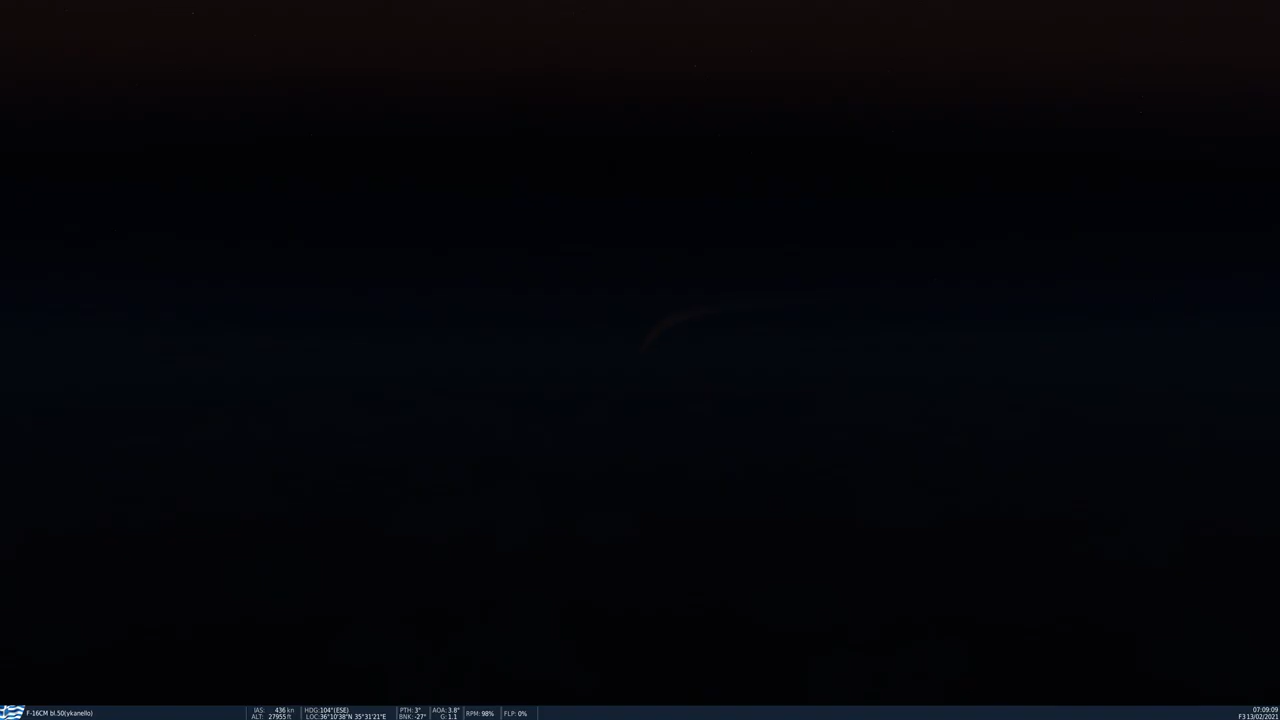 F-16CM bl.50(ykanello)
IAS: 436 kn
ALT: 27955 ft
HDG:104°(ESE)
LOC:36°10'38"N 35°31'21"E
PTH: 3°
BNK: -27°
AOA: 3.8°
G: 1.1
RPM: 98%
FLP: 0%
07:09:09
F3 13/02/2021